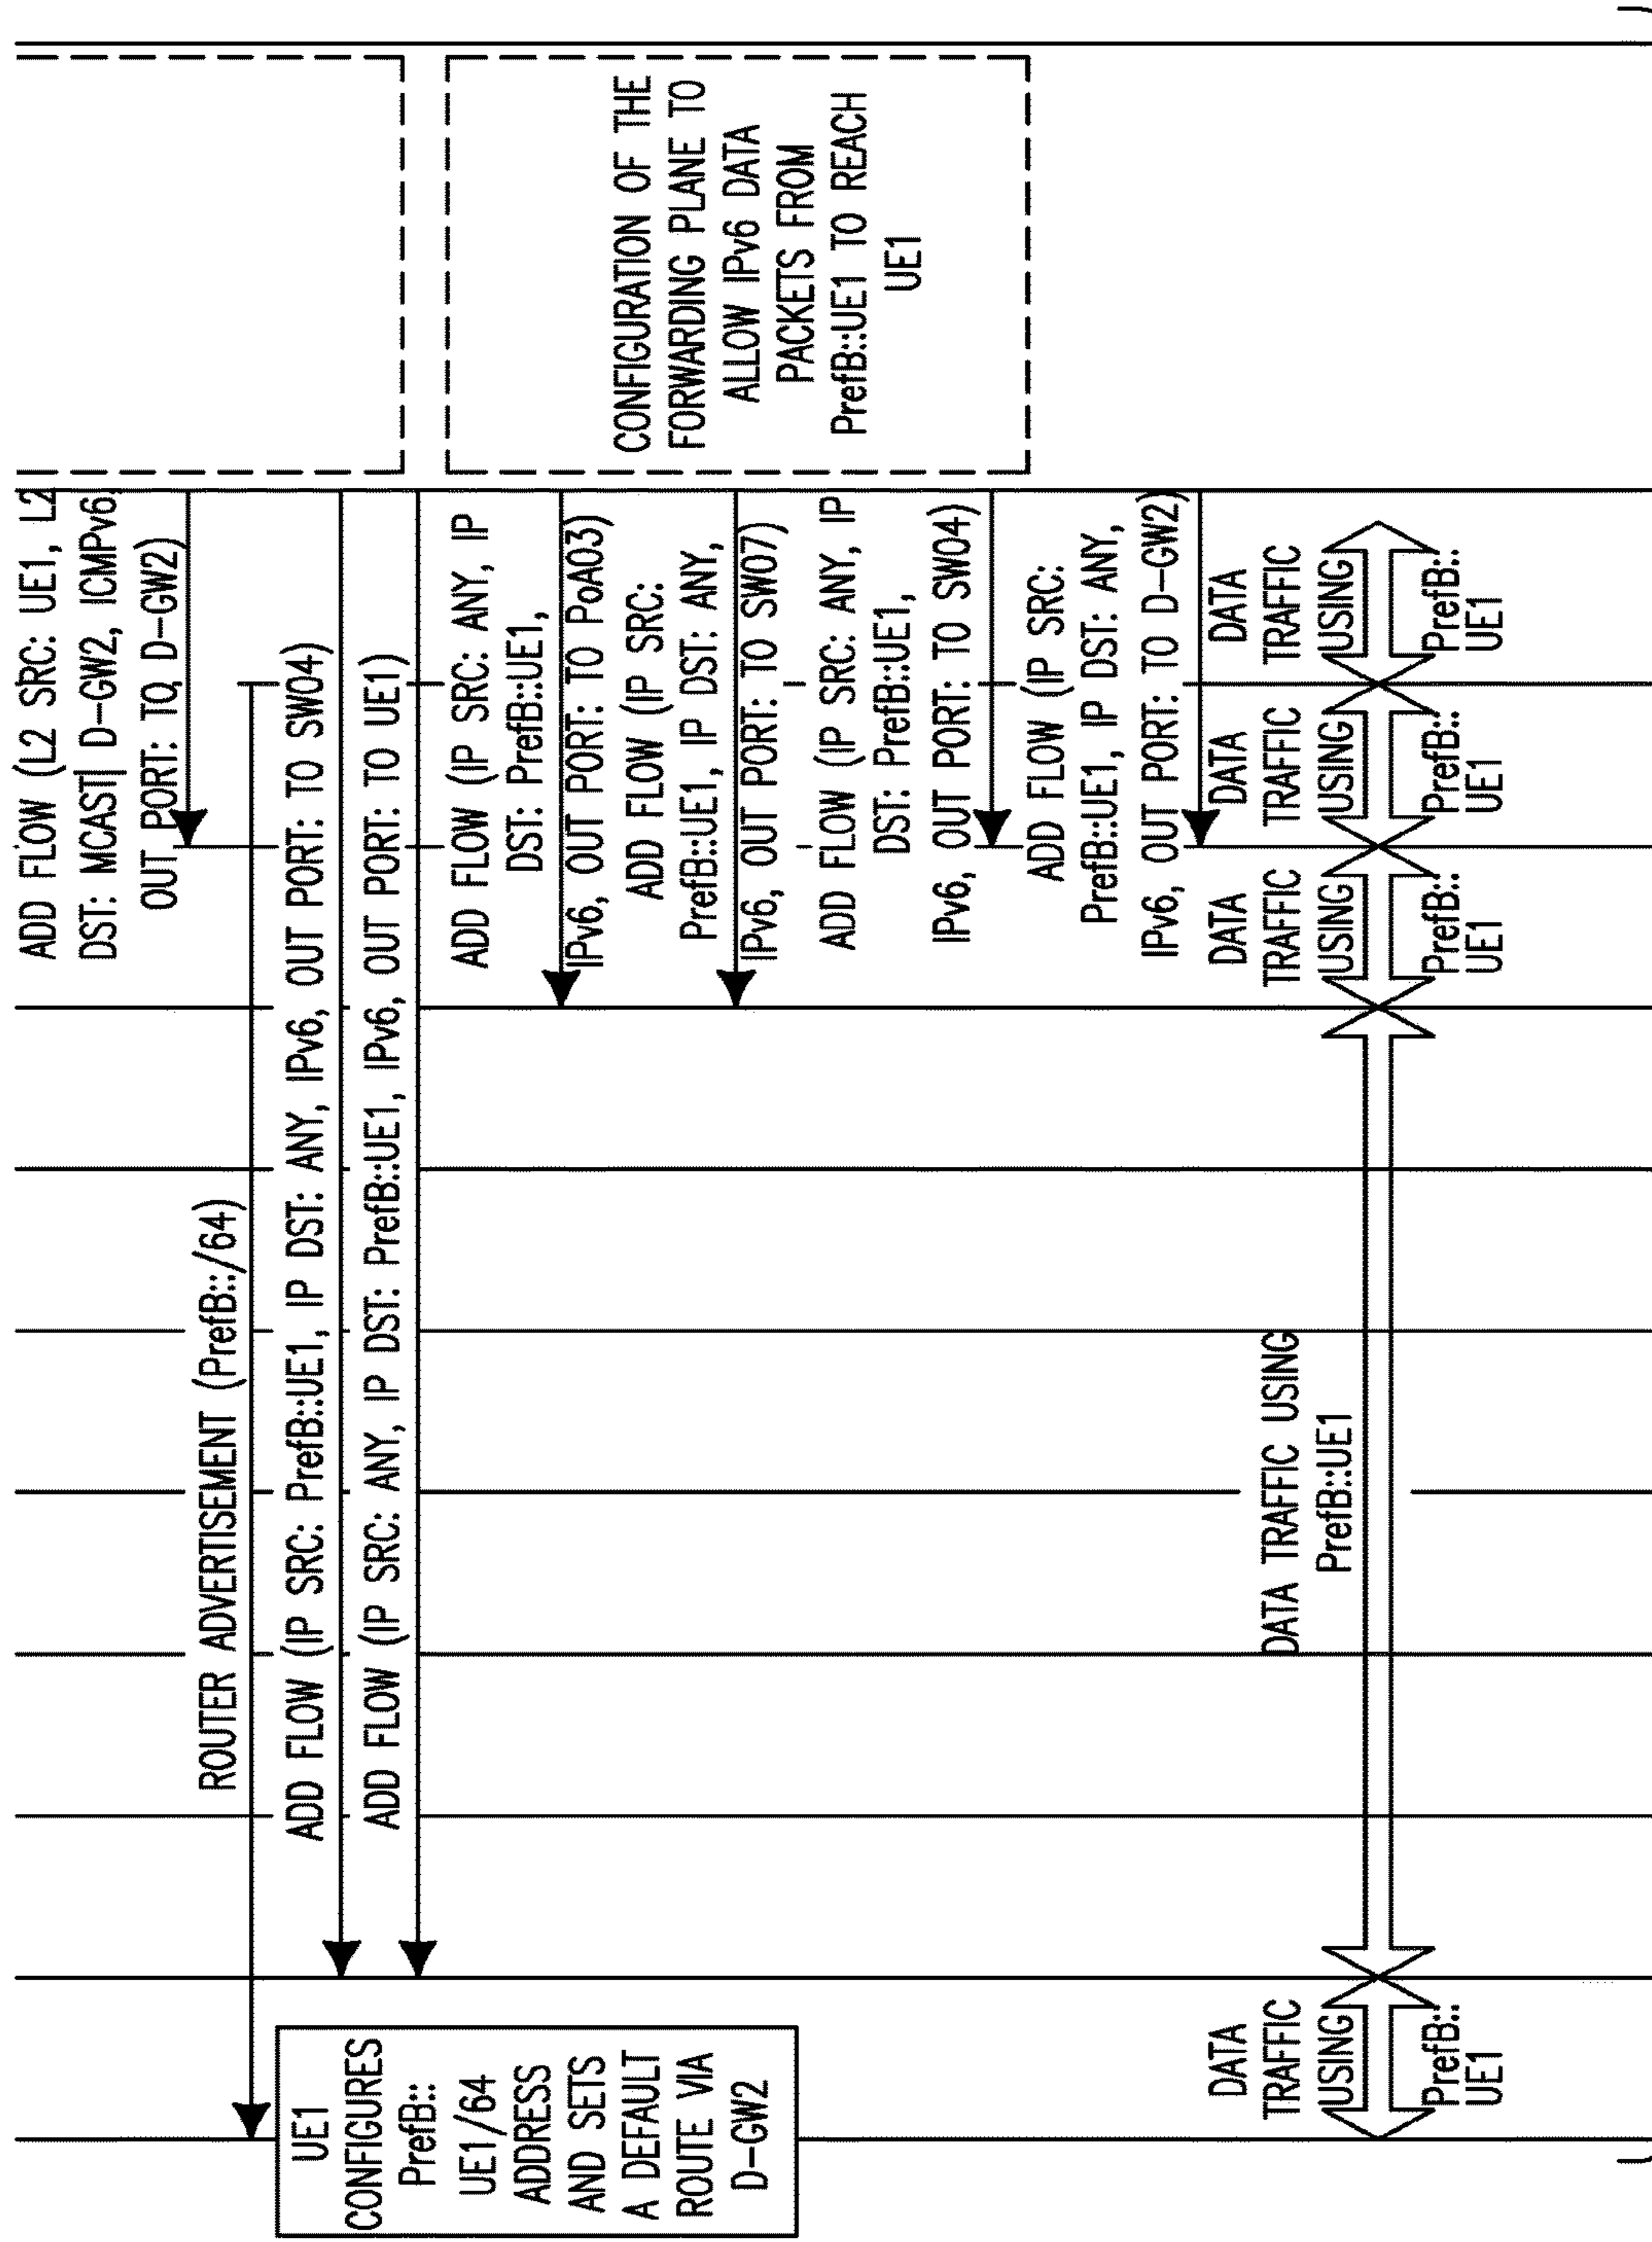 ADD FLOW (L2 SRC: UE1, L2
DST: MCAST| D-GW2, ICMPv6,
OUT PORT: TO D-GW2)
ROUTER ADVERTISEMENT (PrefB::/64)
ADD FLOW (IP SRC: PrefB::UE1, IP DST: ANY, IPv6, OUT PORT: TO SW04)
ADD FLOW (IP SRC: ANY, IP DST: PrefB::UE1, IPv6, OUT PORT: TO UE1)
UE1
CONFIGURES
PrefB::
UE1/64
ADDRESS
AND SETS
A DEFAULT
ROUTE VIA
D-GW2
ADD FLOW (IP SRC: ANY, IP
DST: PrefB::UE1,
IPv6, OUT PORT: TO PoA03)
ADD FLOW (IP SRC:
PrefB::UE1, IP DST: ANY,
IPv6, OUT PORT: TO SW07)
ADD FLOW (IP SRC: ANY, IP
DST: PrefB::UE1,
IPv6, OUT PORT: TO SW04)
ADD FLOW (IP SRC:
PrefB::UE1, IP DST: ANY,
IPv6, OUT PORT: TO D-GW2)
CONFIGURATION OF THE
FORWARDING PLANE TO
ALLOW IPv6 DATA
PACKETS FROM
PrefB::UE1 TO REACH
UE1
DATA
TRAFFIC
USING
PrefB::
UE1
DATA TRAFFIC USING
PrefB::UE1
DATA
TRAFFIC
USING
PrefB::
UE1
DATA
TRAFFIC
USING
PrefB::
UE1
DATA
TRAFFIC
USING
PrefB::
UE1